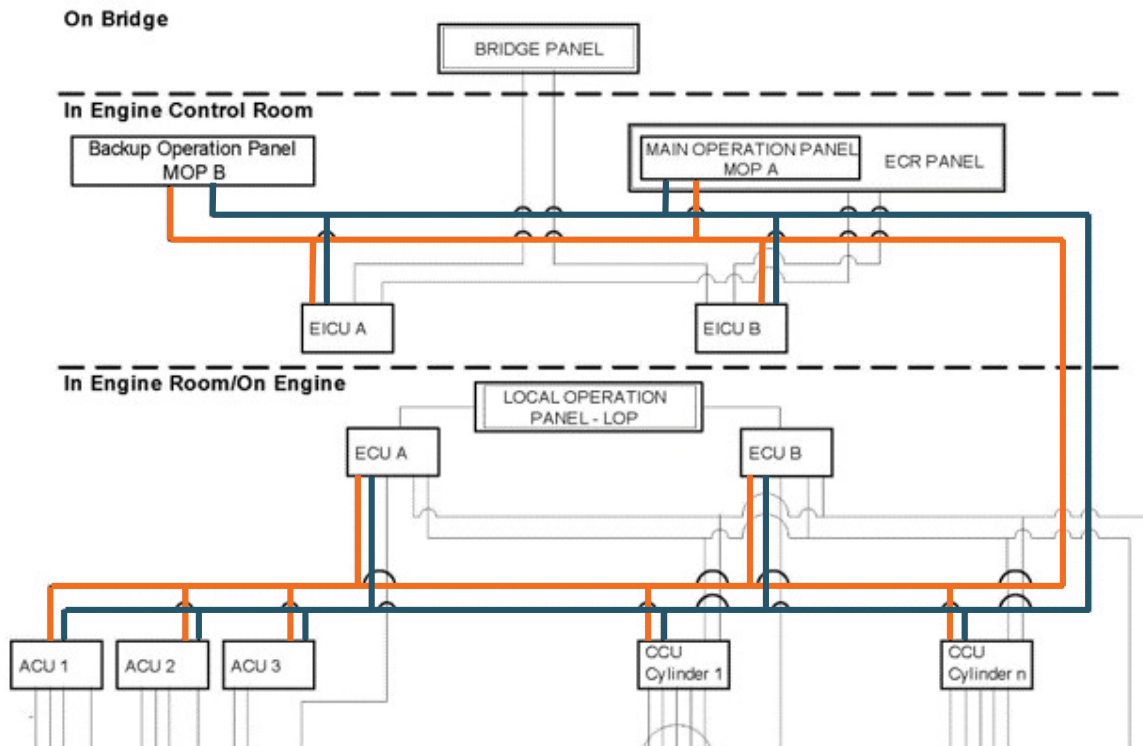 On Bridge
BRIDGE PANEL
In Engine Control Room
Backup Operation Panel
MOP B
MAIN OPERATION PANEL
MOP A
ECR PANEL
EICU A
EICU B
In Engine Room/On Engine
LOCAL OPERATION
PANEL - LOP
ECU A
ECU B
ACU 1
ACU 2
ACU 3
CCU
Cylinder 1
CCU
Cylinder n